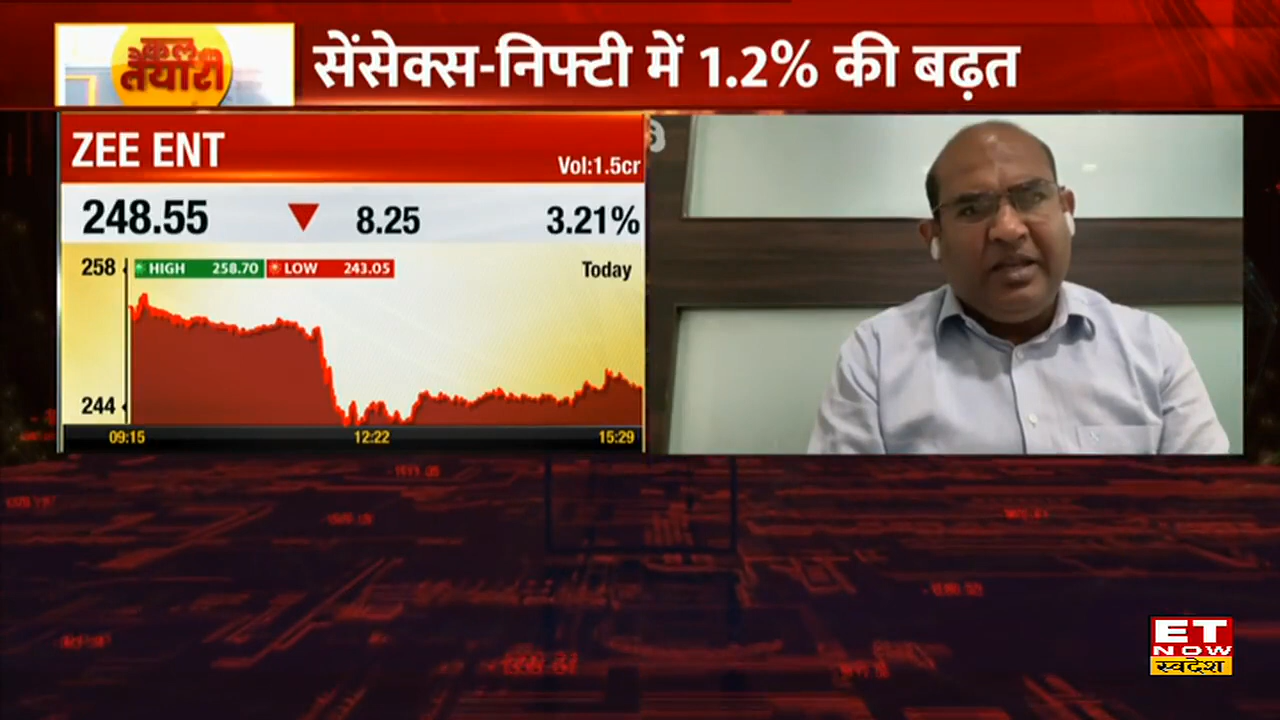 कल की
तैयारी
सेंसेक्स-निफ्टी में 1.2% की बढ़त
ZEE ENT
Vol:1.5cr
248.55 ▼ 8.25 3.21%
258
HIGH 258.70 LOW 243.05
Today
244
09:15 12:22 15:29
ET
NOW
स्वदेश